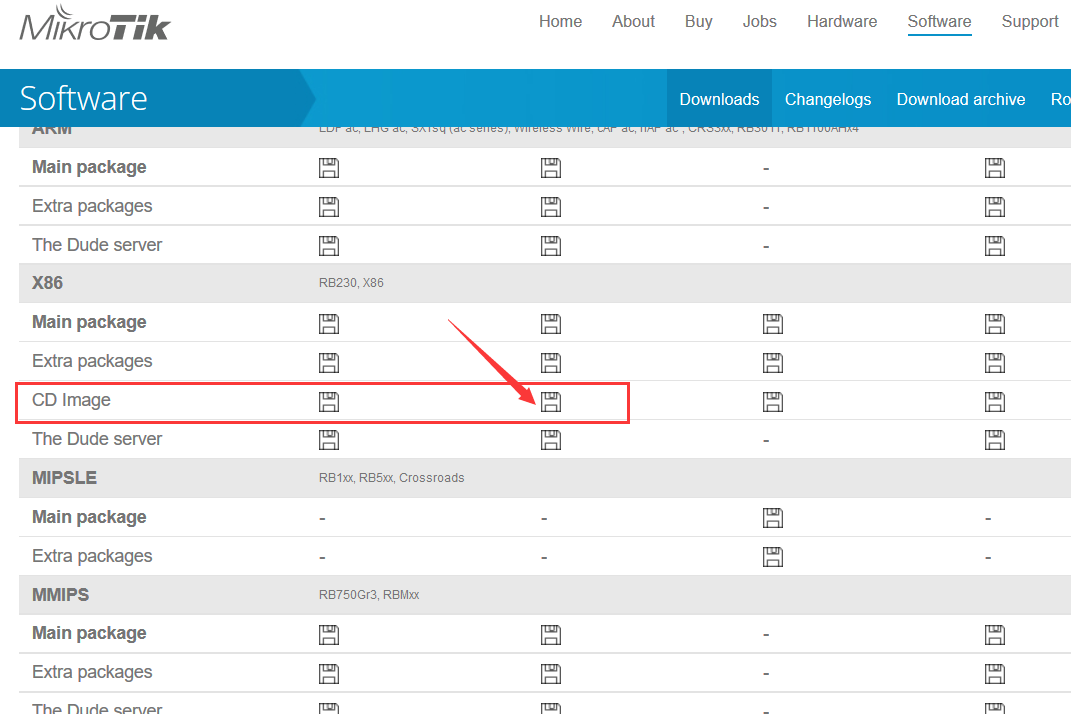 MikroTik
Home About Buy Jobs Hardware Software Support
Software Downloads Changelogs Download archive Ro
ARM LDF ac, LHG ac, SXTsq (ac series), Wireless Wire, cAP ac, hAP ac², CRS3xx, RB3011, RB1100AHx4
Main package - 
Extra packages -
The Dude server -
X86 RB230, X86
Main package
Extra packages
CD Image
The Dude server -
MIPSLE RB1xx, RB5xx, Crossroads
Main package - - -
Extra packages - - -
MMIPS RB750Gr3, RBMxx
Main package -
Extra packages -
The Dude server